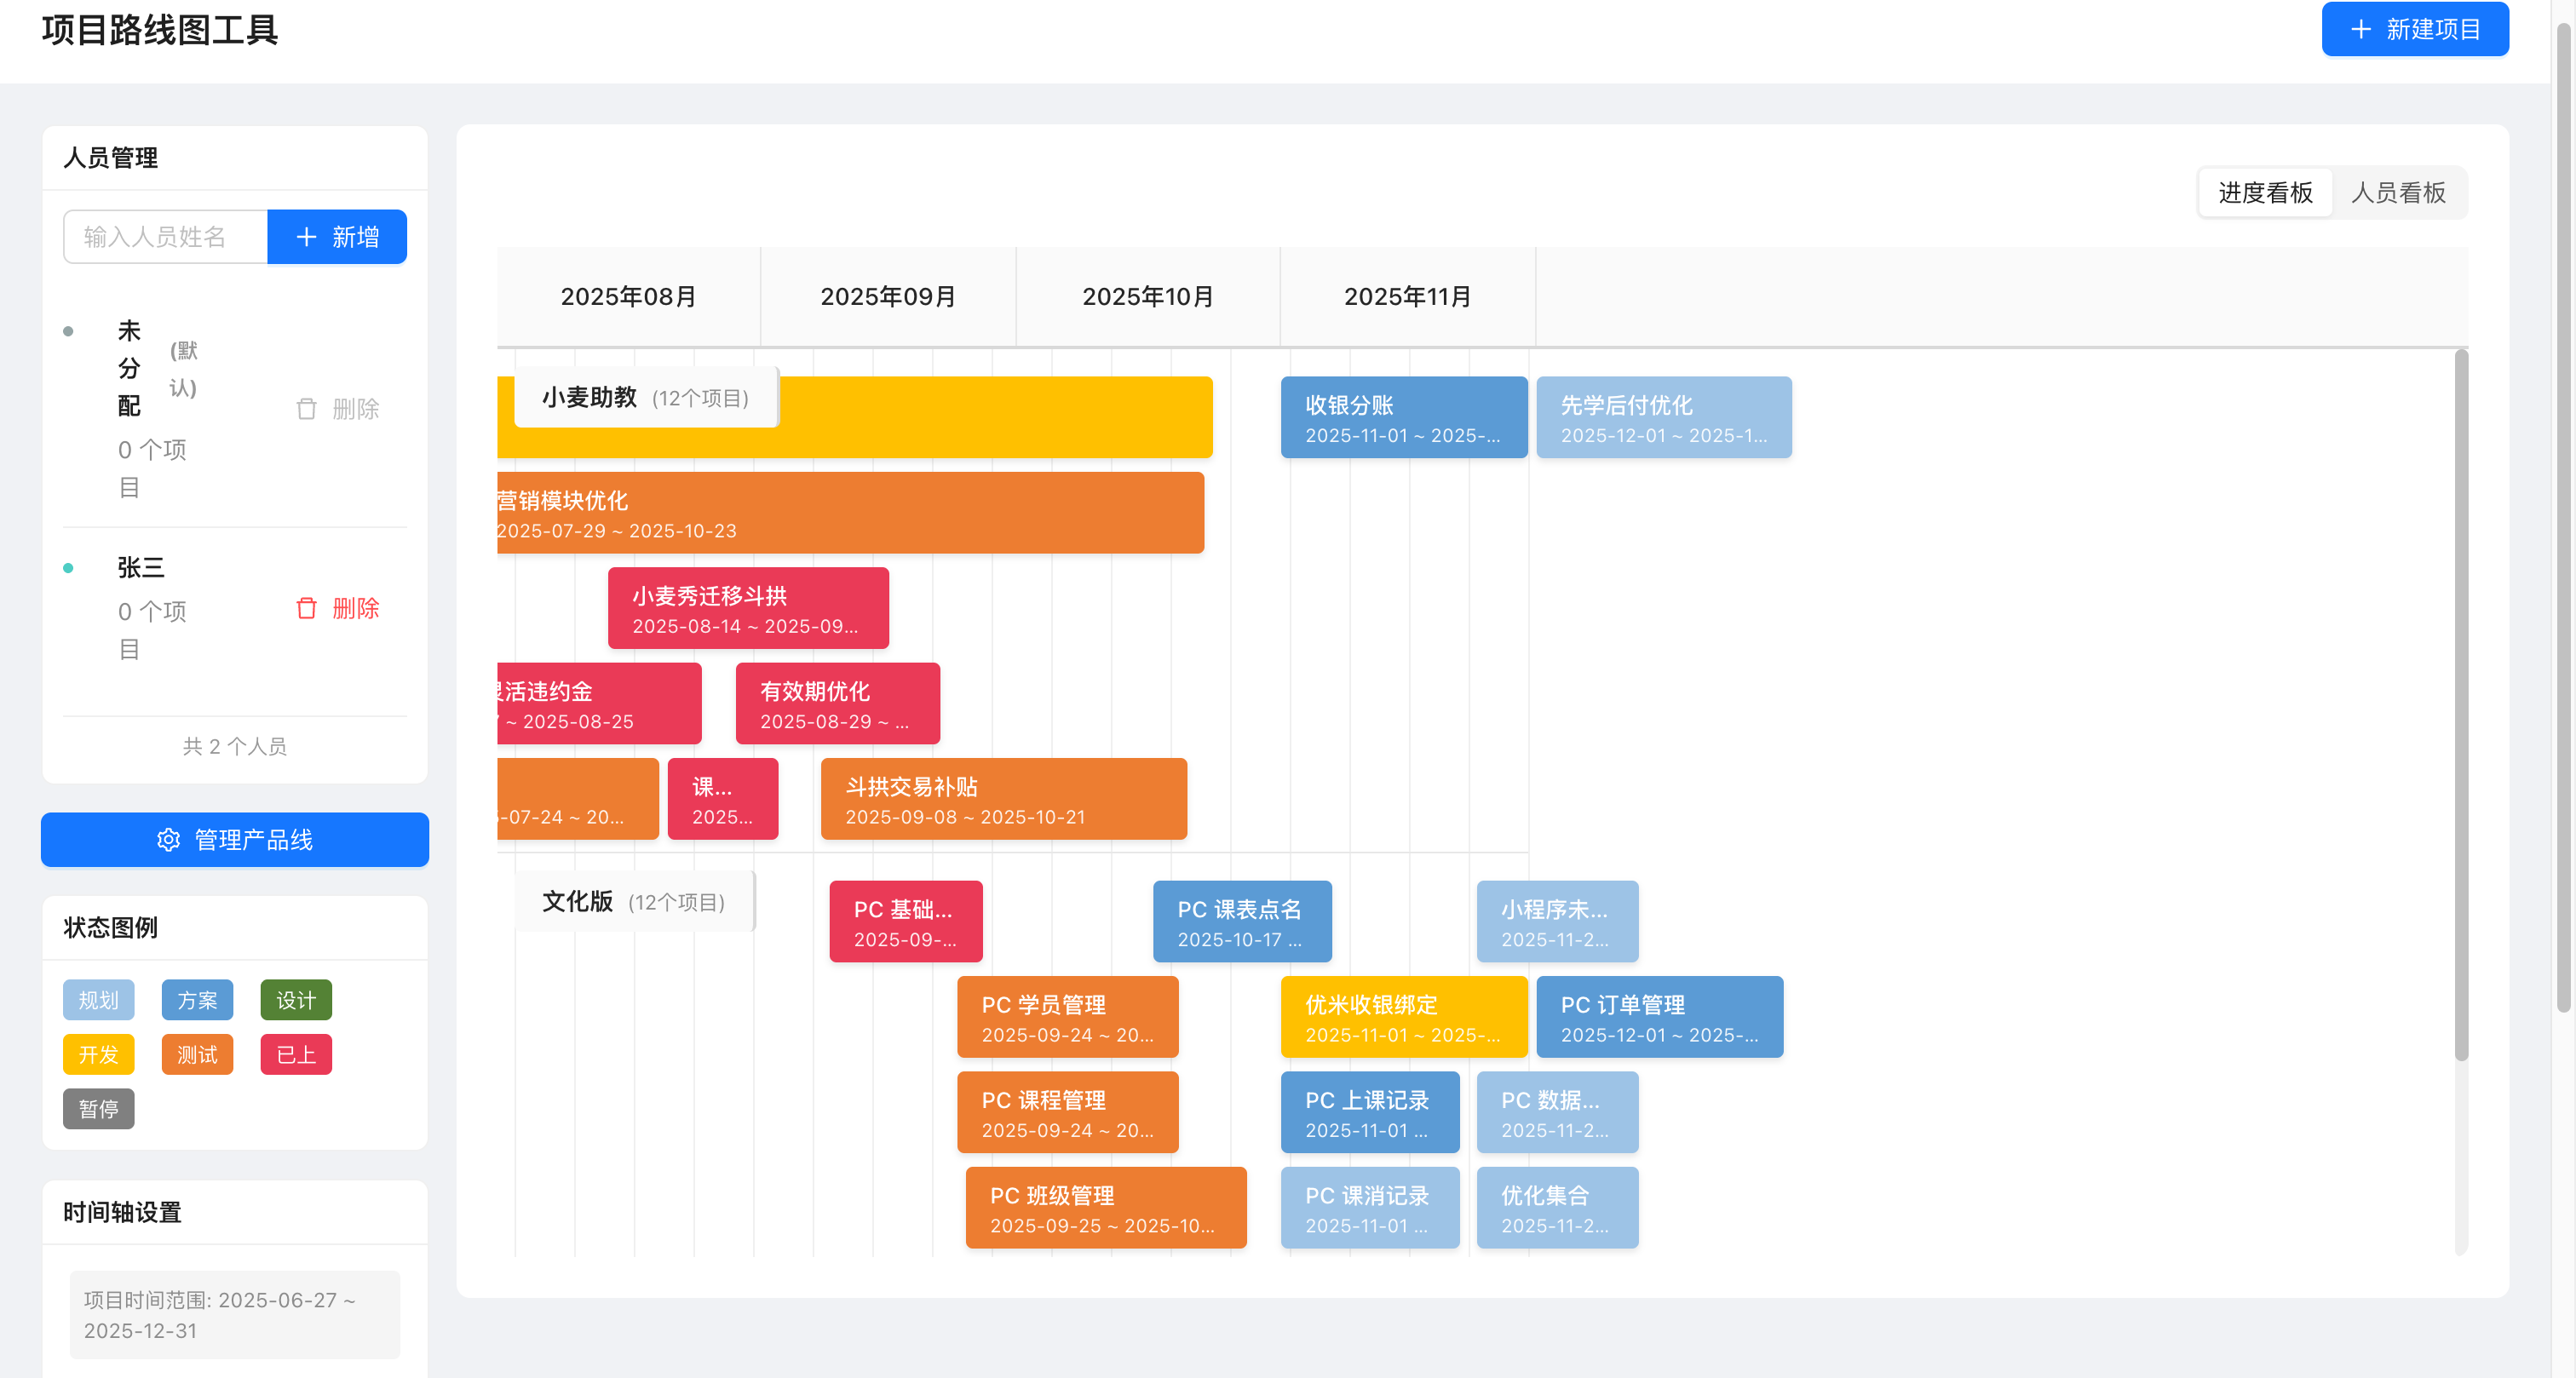 项目路线图工具
新建项目
人员管理
输入人员姓名
新增
未分配
(默认)
0 个项目
删除
张三
0 个项目
删除
共 2 个人员
管理产品线
状态图例
规划
方案
设计
开发
测试
已上
暂停
时间轴设置
项目时间范围: 2025-06-27 ~
2025-12-31
进度看板
人员看板
2025年08月
2025年09月
2025年10月
2025年11月
小麦助教 (12个项目)
收银分账
2025-11-01 ~ 2025-...
先学后付优化
2025-12-01 ~ 2025-1...
营销模块优化
2025-07-29 ~ 2025-10-23
小麦秀迁移斗拱
2025-08-14 ~ 2025-09...
活违约金
~ 2025-08-25
有效期优化
2025-08-29 ~ ...
-07-24 ~ 20...
课...
2025...
斗拱交易补贴
2025-09-08 ~ 2025-10-21
文化版 (12个项目)
PC 基础...
2025-09-...
PC 课表点名
2025-10-17 ...
小程序未...
2025-11-2...
PC 学员管理
2025-09-24 ~ 20...
优米收银绑定
2025-11-01 ~ 2025-...
PC 订单管理
2025-12-01 ~ 2025-...
PC 课程管理
2025-09-24 ~ 20...
PC 上课记录
2025-11-01 ...
PC 数据...
2025-11-2...
PC 班级管理
2025-09-25 ~ 2025-10...
PC 课消记录
2025-11-01 ...
优化集合
2025-11-2...